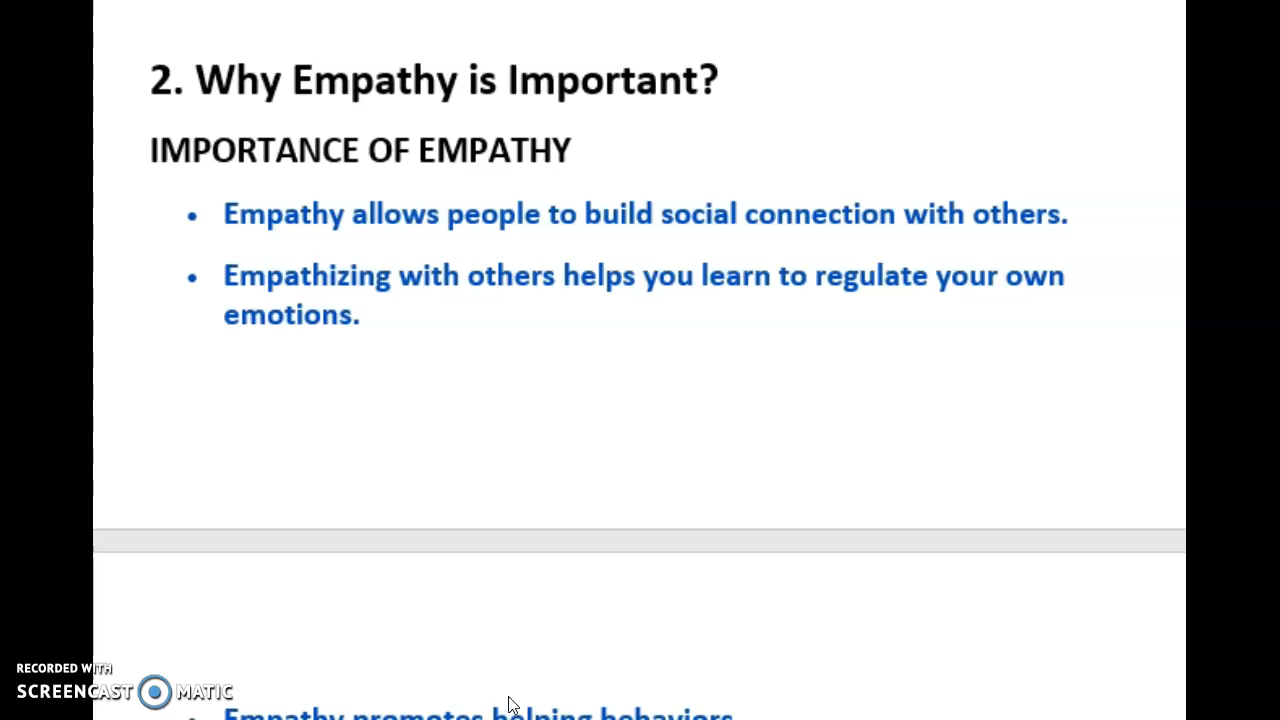 2. Why Empathy is Important?
IMPORTANCE OF EMPATHY
• Empathy allows people to build social connection with others.
• Empathizing with others helps you learn to regulate your own
emotions.
RECORDED WITH
SCREENCAST MATIC
• Empathy promotes helping behaviors.